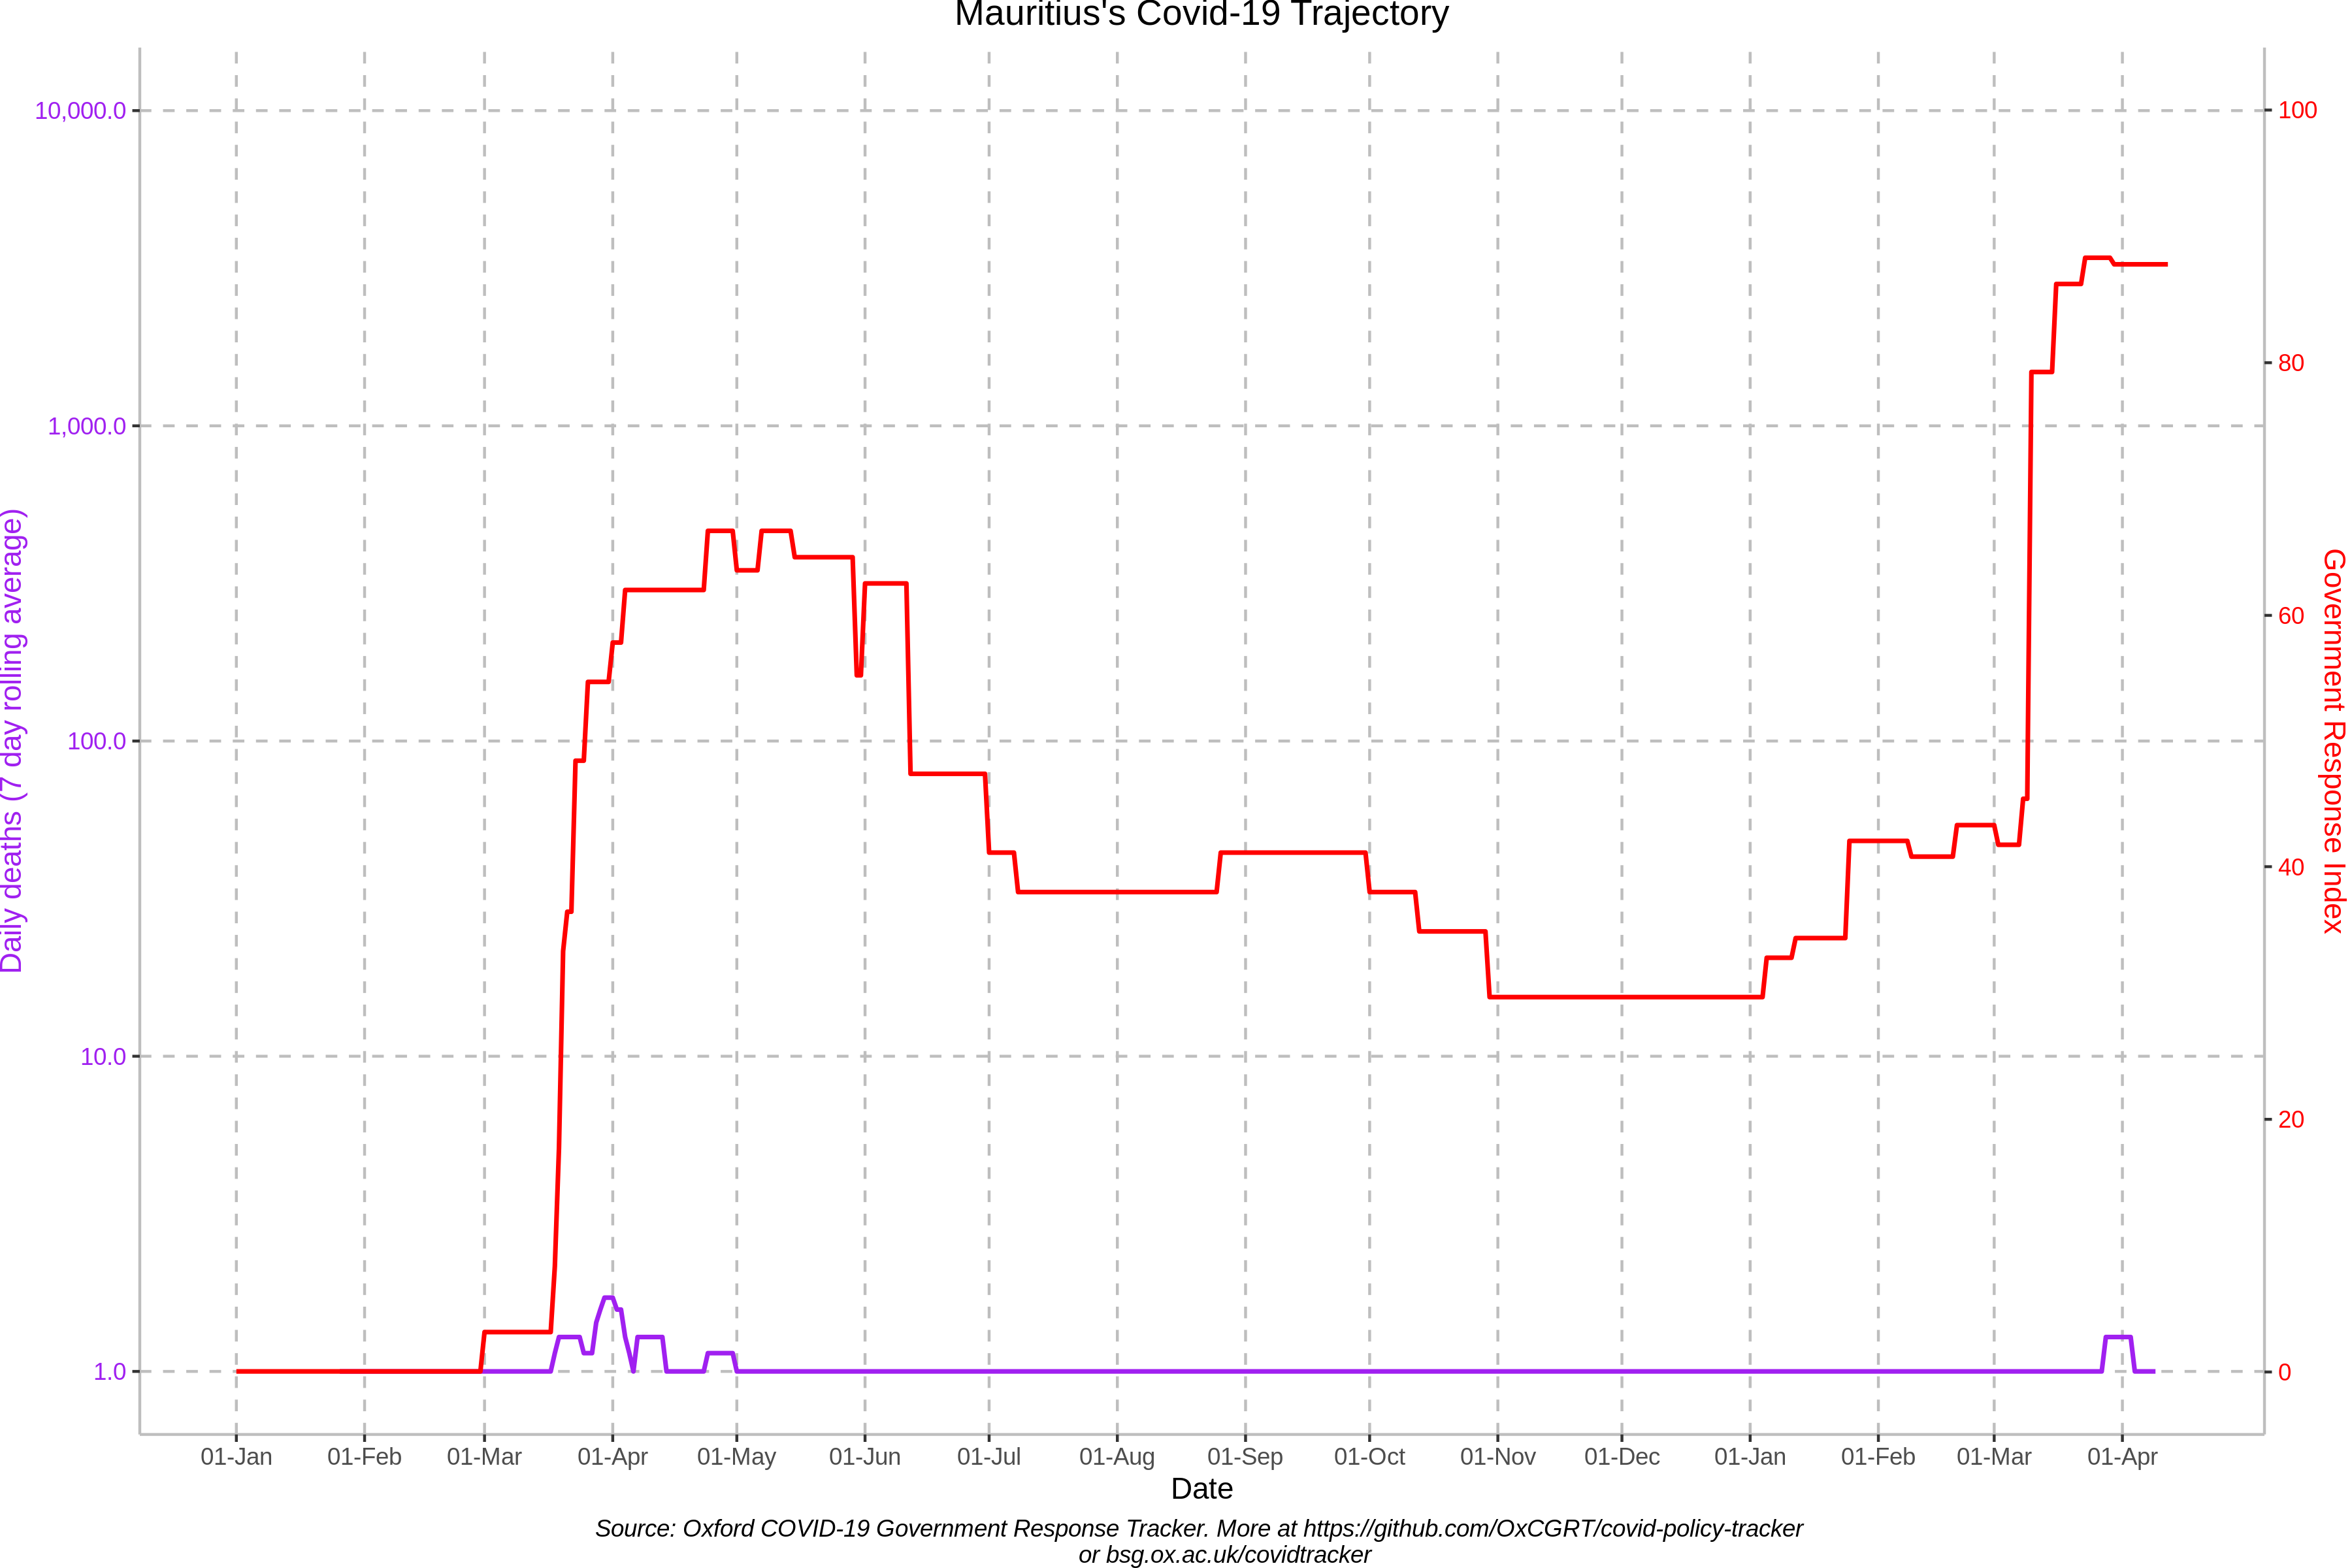 Mauritius's Covid-19 Trajectory
10,000.0
1,000.0
100.0
10.0
1.0
Daily deaths (7 day rolling average)
100
80
60
40
20
0
Government Response Index
01-Jan 01-Feb 01-Mar 01-Apr 01-May 01-Jun 01-Jul 01-Aug 01-Sep 01-Oct 01-Nov 01-Dec 01-Jan 01-Feb 01-Mar 01-Apr
Date
Source: Oxford COVID-19 Government Response Tracker. More at https://github.com/OxCGRT/covid-policy-tracker
or bsg.ox.ac.uk/covidtracker